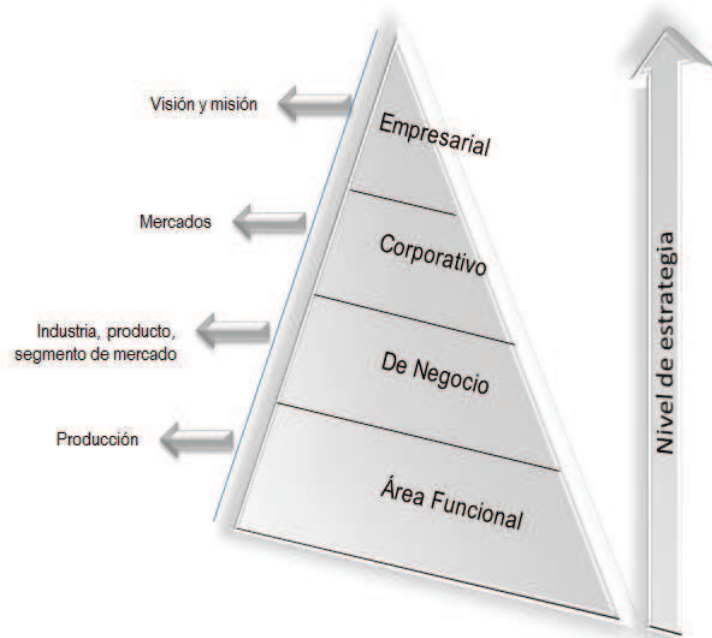 Visión y misión
Empresarial
Mercados
Corporativo
Industria, producto,
segmento de mercado
De Negocio
Producción
Área Funcional
Nivel de estrategia